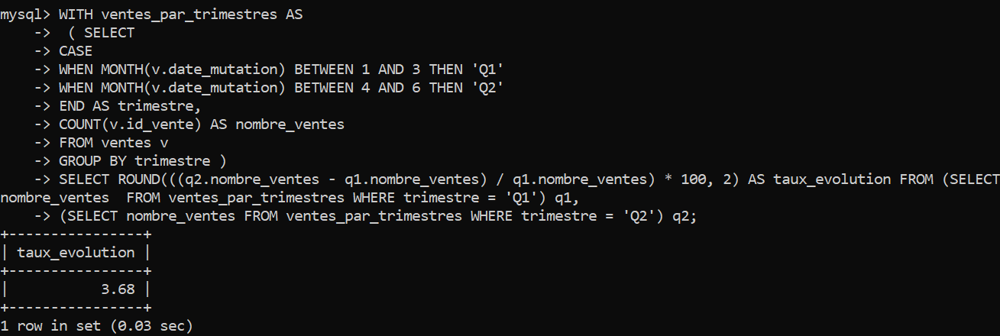 mysql> WITH ventes_par_trimestres AS
    ->  ( SELECT
    -> CASE
    -> WHEN MONTH(v.date_mutation) BETWEEN 1 AND 3 THEN 'Q1'
    -> WHEN MONTH(v.date_mutation) BETWEEN 4 AND 6 THEN 'Q2'
    -> END AS trimestre,
    -> COUNT(v.id_vente) AS nombre_ventes
    -> FROM ventes v
    -> GROUP BY trimestre )
    -> SELECT ROUND(((q2.nombre_ventes - q1.nombre_ventes) / q1.nombre_ventes) * 100, 2) AS taux_evolution FROM (SELECT
nombre_ventes  FROM ventes_par_trimestres WHERE trimestre = 'Q1') q1,
    -> (SELECT nombre_ventes FROM ventes_par_trimestres WHERE trimestre = 'Q2') q2;
+----------------+
| taux_evolution |
+----------------+
|           3.68 |
+----------------+
1 row in set (0.03 sec)